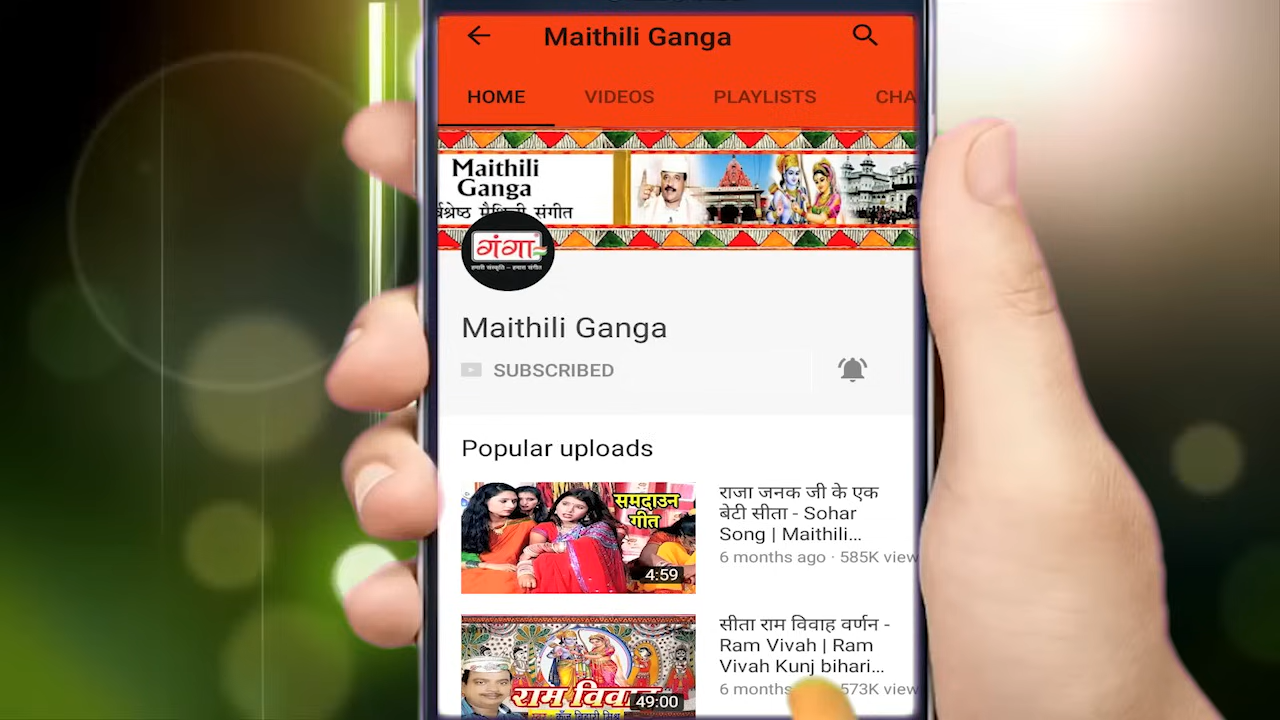 Maithili Ganga
HOME VIDEOS PLAYLISTS CHA
Maithili
Ganga
मैथिली संगीत
गंगा
हमारी संस्कृति – हमारा संगीत
Maithili Ganga
SUBSCRIBED
Popular uploads
समदाउन
गीत
4:59
राजा जनक जी के एक
बेटी सीता - Sohar
Song | Maithili...
6 months ago · 585K view
राम विवाह
49:00
सीता राम विवाह वर्णन -
Ram Vivah | Ram
Vivah Kunj bihari...
6 months 573K view